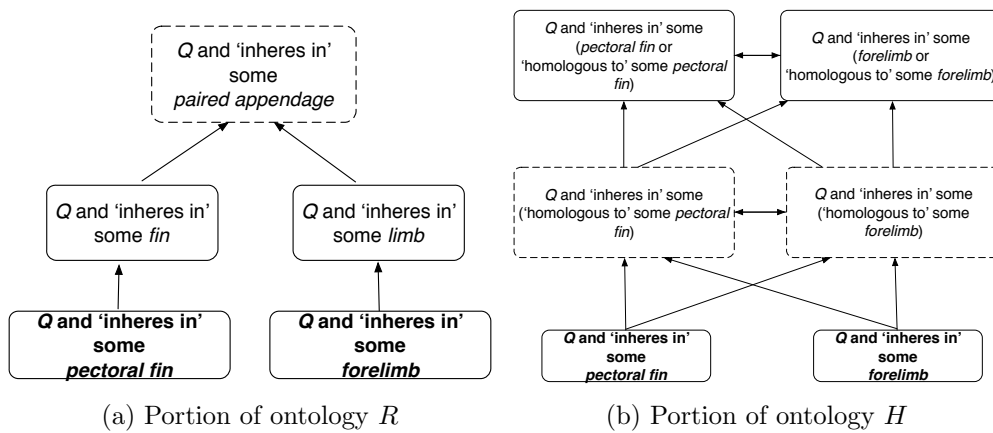 Q and ‘inheres in’
some
paired appendage
Q and ‘inheres in’
some fin
Q and ‘inheres in’
some limb
Q and ‘inheres in’
some
pectoral fin
Q and ‘inheres in’
some
forelimb
(a) Portion of ontology R
Q and ‘inheres in’ some
(pectoral fin or
‘homologous to’ some pectoral
fin)
Q and ‘inheres in’ some
(forelimb or
‘homologous to’ some forelimb)
Q and ‘inheres in’ some
(‘homologous to’ some pectoral
fin)
Q and ‘inheres in’ some
(‘homologous to’ some
forelimb)
Q and ‘inheres in’
some
pectoral fin
Q and ‘inheres in’
some
forelimb
(b) Portion of ontology H